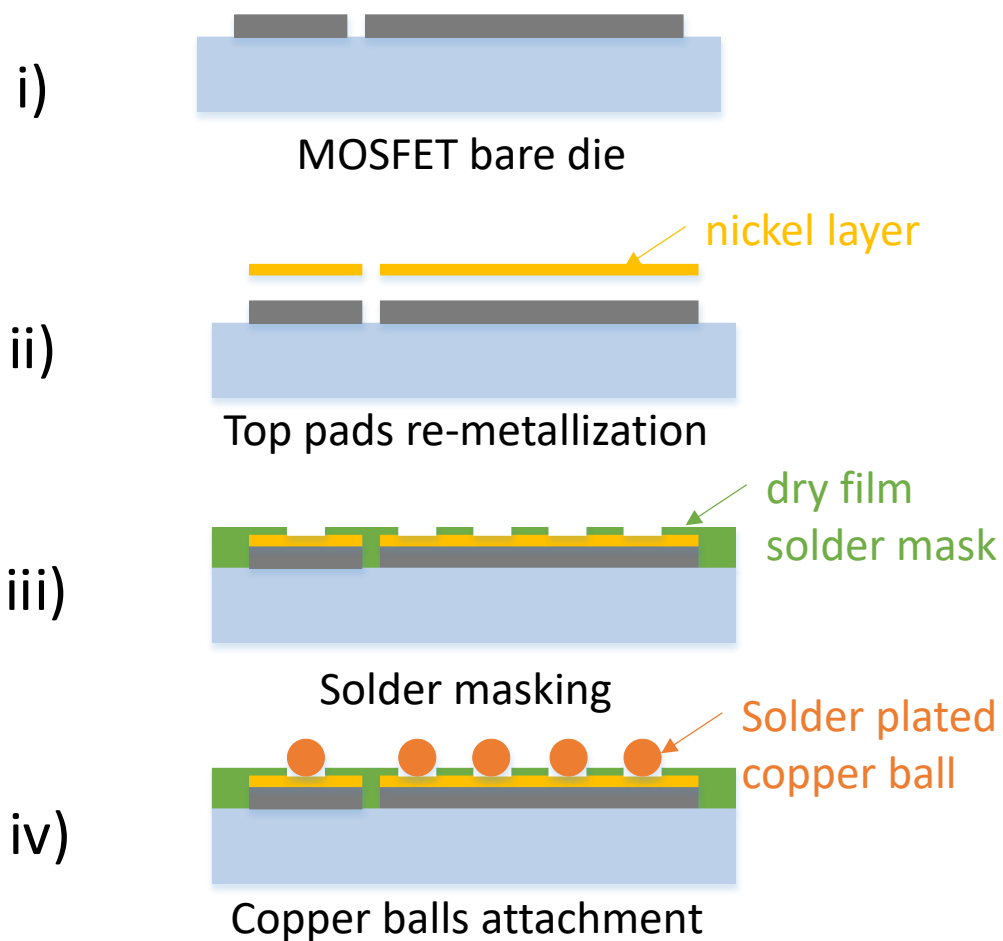 i)
MOSFET bare die
nickel layer
ii)
Top pads re-metallization
dry film
solder mask
iii)
Solder masking
Solder plated
copper ball
iv)
Copper balls attachment